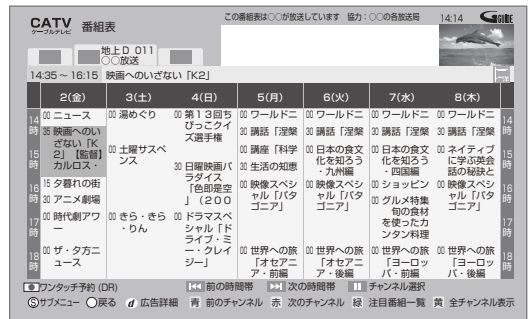 この番組表は○○が放送しています 協力：○○の各放送局
14:14
GGUIDE
CATV 番組表
ケーブルテレビ
地上D 011
○○放送
14:35～16:15 映画へのいざない「K2」
2(金) 3(土) 4(日) 5(月) 6(火) 7(水) 8(木)
14時
15時
16時
17時
18時
00 ニュース
35 映画へのい
ざない「K
2」【監督】
カルロス・
15 夕暮れの街
30 アニメ劇場
00 時代劇アワ
ー
00 ザ・夕方ニ
ュース
00 湯めぐり
00 土曜サスペ
ンス
00 きら・きら
・りん
00 第13回ち
びっこクイ
ズ選手権
30 日曜映画パ
ラダイス
「色即是空
」（200
00 ドラマスペ
シャル「ド
ライブ・ミ
ー・クレイ
ジー」
00 ワールドニ
30 講話「涅槃
00 講座「科学
30 生活の知恵
00 映像スペシ
ャル「パタ
ゴニア」
00 世界への旅
「オセアニ
ア・前編
00 ワールドニ
30 講話「涅槃
00 日本の食文
化を知ろう
・九州編
00 映像スペシ
ャル「パタ
ゴニア」
00 世界への旅
「オセアニ
ア・後編
00 ワールドニ
30 講話「涅槃
00 日本の食文
化を知ろう
・四国編
00 ショッピン
00 グルメ特集
旬の食材
を使ったカ
ンタン料理
00 世界への旅
「ヨーロッ
パ・前編
00 ワールドニ
30 講話「涅槃
00 ネイティブ
に学ぶ英会
話の秘訣と
00 映像スペシ
ャル「パタ
ゴニア」
00 世界への旅
「ヨーロッ
パ・後編
14時
15時
16時
17時
18時
ワンタッチ予約 (DR) 前の時間帯 次の時間帯 チャンネル選択
Ⓢサブメニュー ○戻る d 広告詳細 青 前のチャンネル 赤 次のチャンネル 緑 注目番組一覧 黄 全チャンネル表示